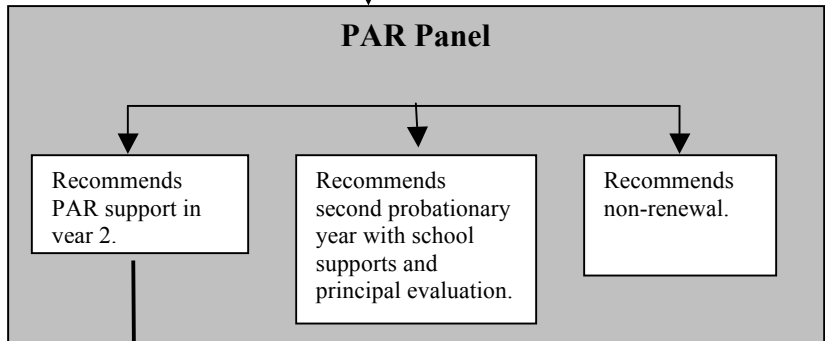 PAR Panel
Recommends
PAR support in
year 2.
Recommends
second probationary
year with school
supports and
principal evaluation.
Recommends
non-renewal.